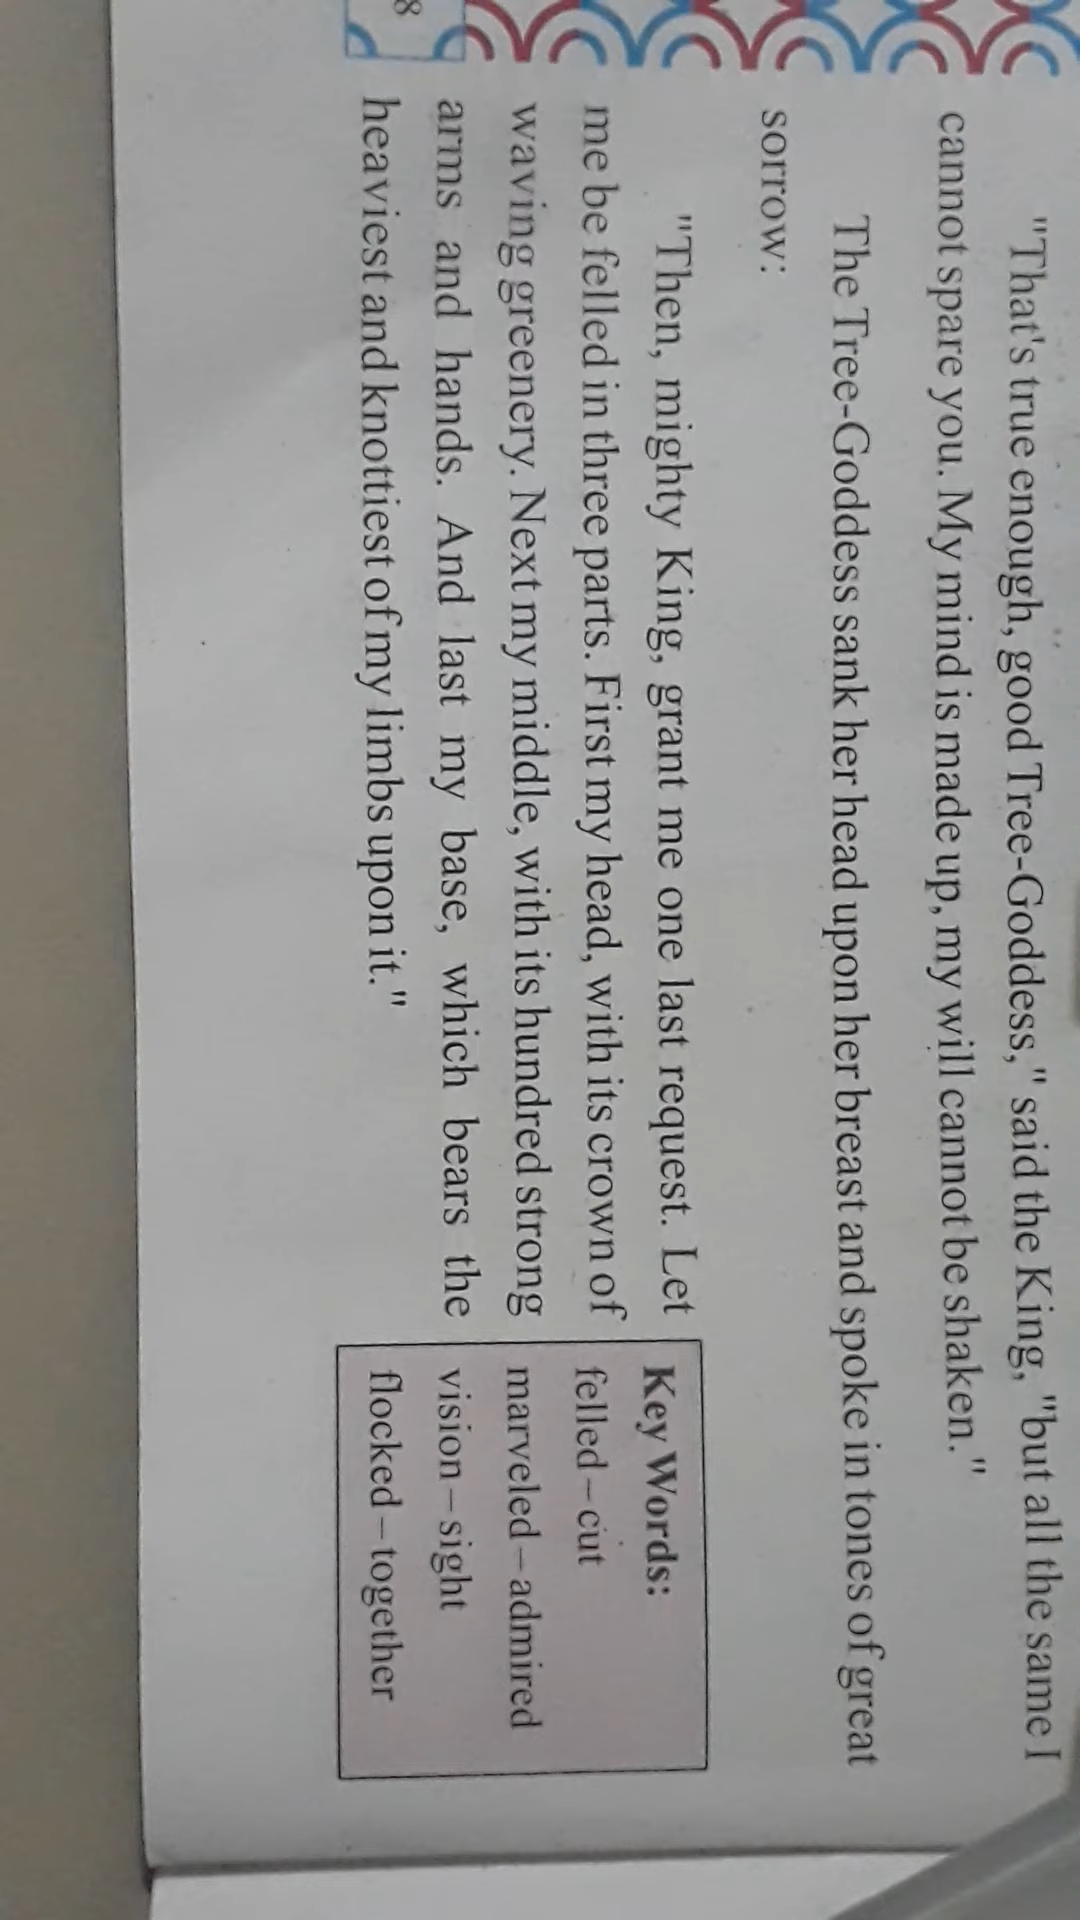 "That's true enough, good Tree-Goddess," said the King, "but all the same I
cannot spare you. My mind is made up, my will cannot be shaken."
The Tree-Goddess sank her head upon her breast and spoke in tones of great
sorrow:
"Then, mighty King, grant me one last request. Let
me be felled in three parts. First my head, with its crown of
waving greenery. Next my middle, with its hundred strong
arms and hands. And last my base, which bears the
heaviest and knottiest of my limbs upon it."
Key Words:
felled – cut
marveled – admired
vision – sight
flocked – together
8